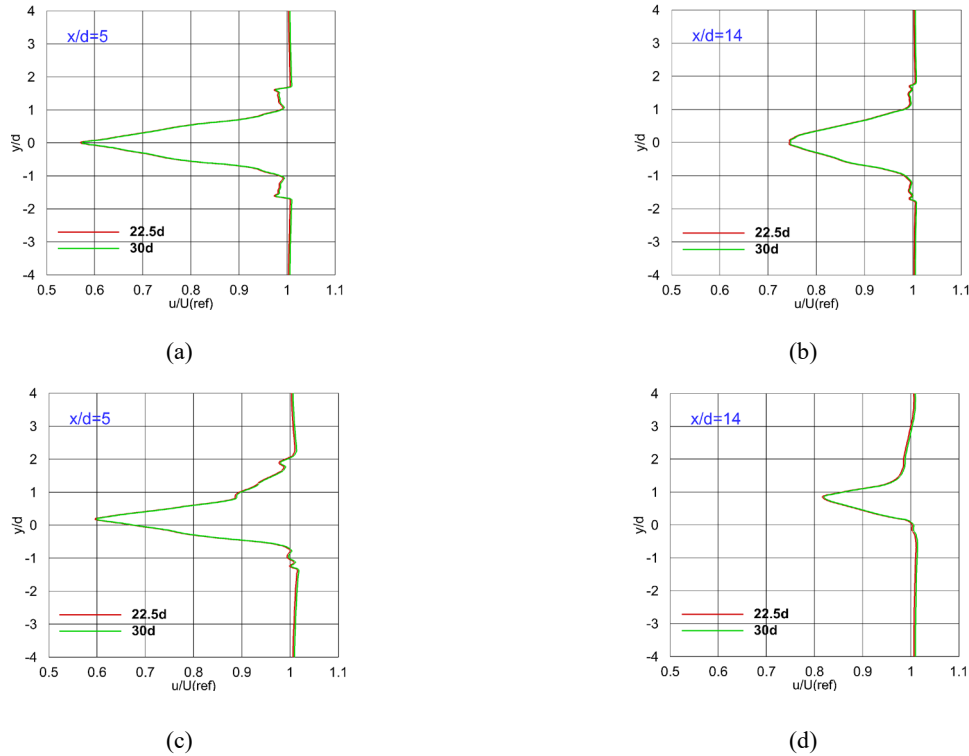 4
3
2
1
0
-1
-2
-3
-4
y/d
x/d=5
22.5d
30d
0.5 0.6 0.7 0.8 0.9 1 1.1
u/U(ref)
(a)
4
3
2
1
0
-1
-2
-3
-4
y/d
x/d=14
22.5d
30d
0.5 0.6 0.7 0.8 0.9 1 1.1
u/U(ref)
(b)
4
3
2
1
0
-1
-2
-3
-4
y/d
x/d=5
22.5d
30d
0.5 0.6 0.7 0.8 0.9 1 1.1
u/U(ref)
(c)
4
3
2
1
0
-1
-2
-3
-4
y/d
x/d=14
22.5d
30d
0.5 0.6 0.7 0.8 0.9 1 1.1
u/U(ref)
(d)